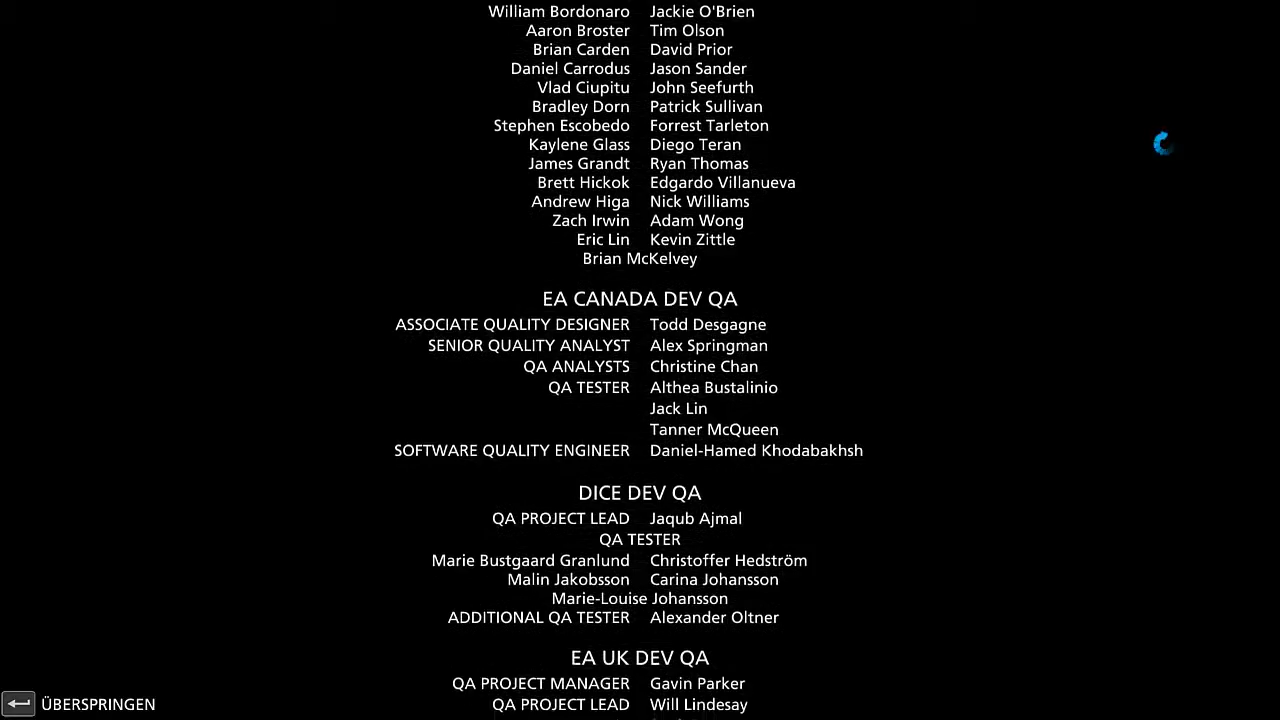 William Bordonaro Jackie O'Brien
Aaron Broster Tim Olson
Brian Carden David Prior
Daniel Carrodus Jason Sander
Vlad Ciupitu John Seefurth
Bradley Dorn Patrick Sullivan
Stephen Escobedo Forrest Tarleton
Kaylene Glass Diego Teran
James Grandt Ryan Thomas
Brett Hickok Edgardo Villanueva
Andrew Higa Nick Williams
Zach Irwin Adam Wong
Eric Lin Kevin Zittle
Brian McKelvey
EA CANADA DEV QA
ASSOCIATE QUALITY DESIGNER Todd Desgagne
SENIOR QUALITY ANALYST Alex Springman
QA ANALYSTS Christine Chan
QA TESTER Althea Bustalinio
Jack Lin
Tanner McQueen
SOFTWARE QUALITY ENGINEER Daniel-Hamed Khodabakhsh
DICE DEV QA
QA PROJECT LEAD Jaqub Ajmal
QA TESTER
Marie Bustgaard Granlund Christoffer Hedström
Malin Jakobsson Carina Johansson
Marie-Louise Johansson
ADDITIONAL QA TESTER Alexander Oltner
EA UK DEV QA
QA PROJECT MANAGER Gavin Parker
QA PROJECT LEAD Will Lindesay
ÜBERSPRINGEN